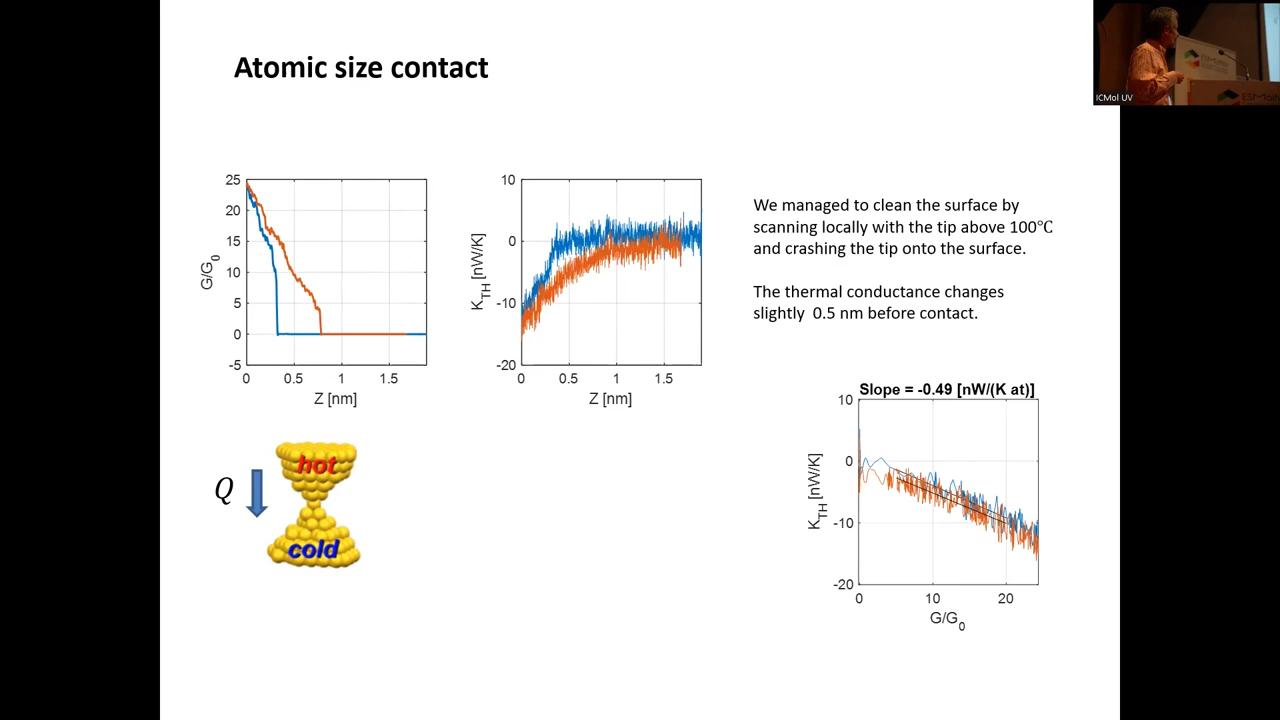 Atomic size contact
ICMol UV
ESMolNa
25
20
15
10
5
0
-5
G/G0
0 0.5 1 1.5
Z [nm]
10
0
-10
-20
KTH [nW/K]
0 0.5 1 1.5
Z [nm]
We managed to clean the surface by
scanning locally with the tip above 100℃
and crashing the tip onto the surface.
The thermal conductance changes
slightly 0.5 nm before contact.
Slope = -0.49 [nW/(K at)]
10
0
-10
-20
KTH [nW/K]
0 10 20
G/G0
Q
hot
cold